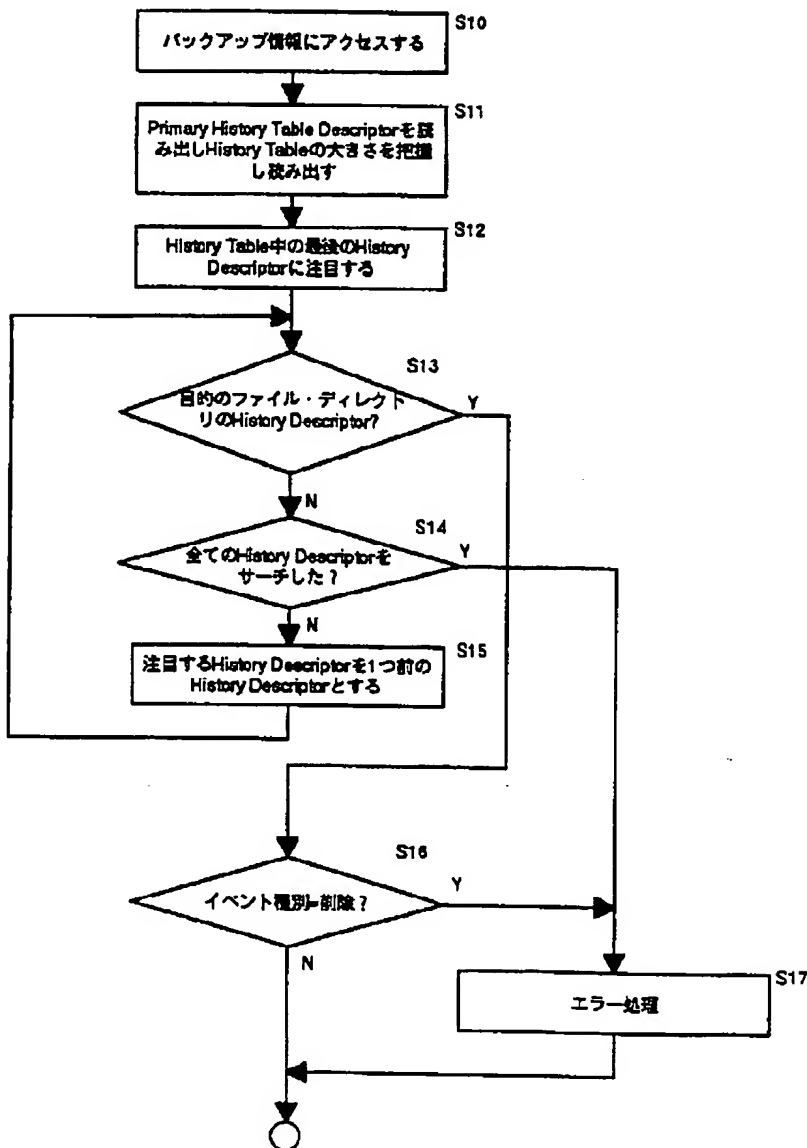 S10
バックアップ情報にアクセスする
S11
Primary History Table Descriptorを読
み出しHistory Tableの大きさを把握
し読み出す
S12
History Table中の最後のHistory
Descriptorに注目する
S13
目的のファイル・ディレクト
リのHistory Descriptor?
Y
N
S14
全てのHistory Descriptorを
サーチした?
Y
N
S15
注目するHistory Descriptorを1つ前の
History Descriptorとする
S16
イベント種別=削除?
Y
N
S17
エラー処理